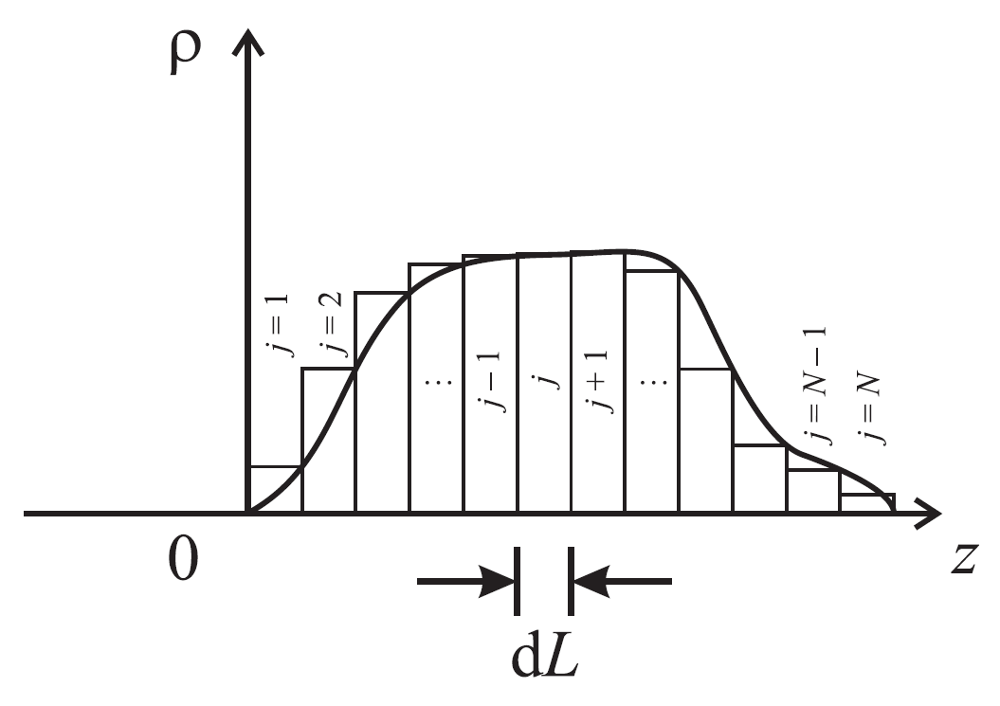 ρ
j = 1
j = 2
...
j − 1
j
j + 1
...
j = N − 1
j = N
0
z
dL